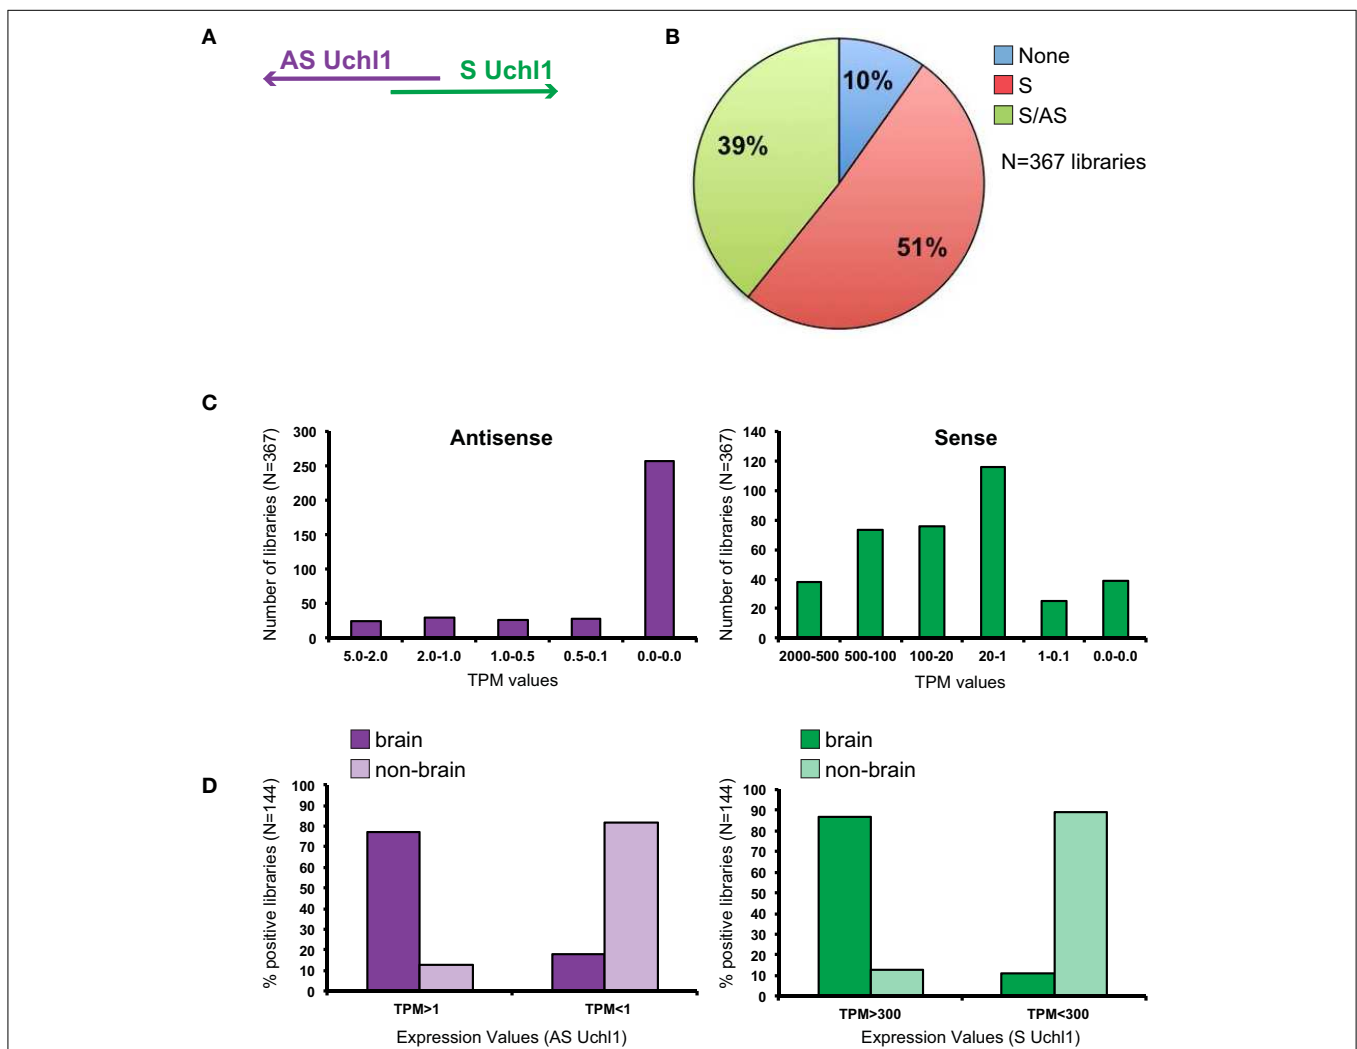 A
AS Uchl1
S Uchl1
B
10%
39%
51%
None
S
S/AS
N=367 libraries
C
Antisense
Number of libraries (N=367)
300
250
200
150
100
50
0
5.0-2.0 2.0-1.0 1.0-0.5 0.5-0.1 0.0-0.0
TPM values
Sense
Number of libraries (N=367)
140
120
100
80
60
40
20
0
2000-500 500-100 100-20 20-1 1-0.1 0.0-0.0
TPM values
D
brain
non-brain
% positive libraries (N=144)
100
90
80
70
60
50
40
30
20
10
0
TPM>1 TPM<1
Expression Values (AS Uchl1)
brain
non-brain
% positive libraries (N=144)
100
90
80
70
60
50
40
30
20
10
0
TPM>300 TPM<300
Expression Values (S Uchl1)